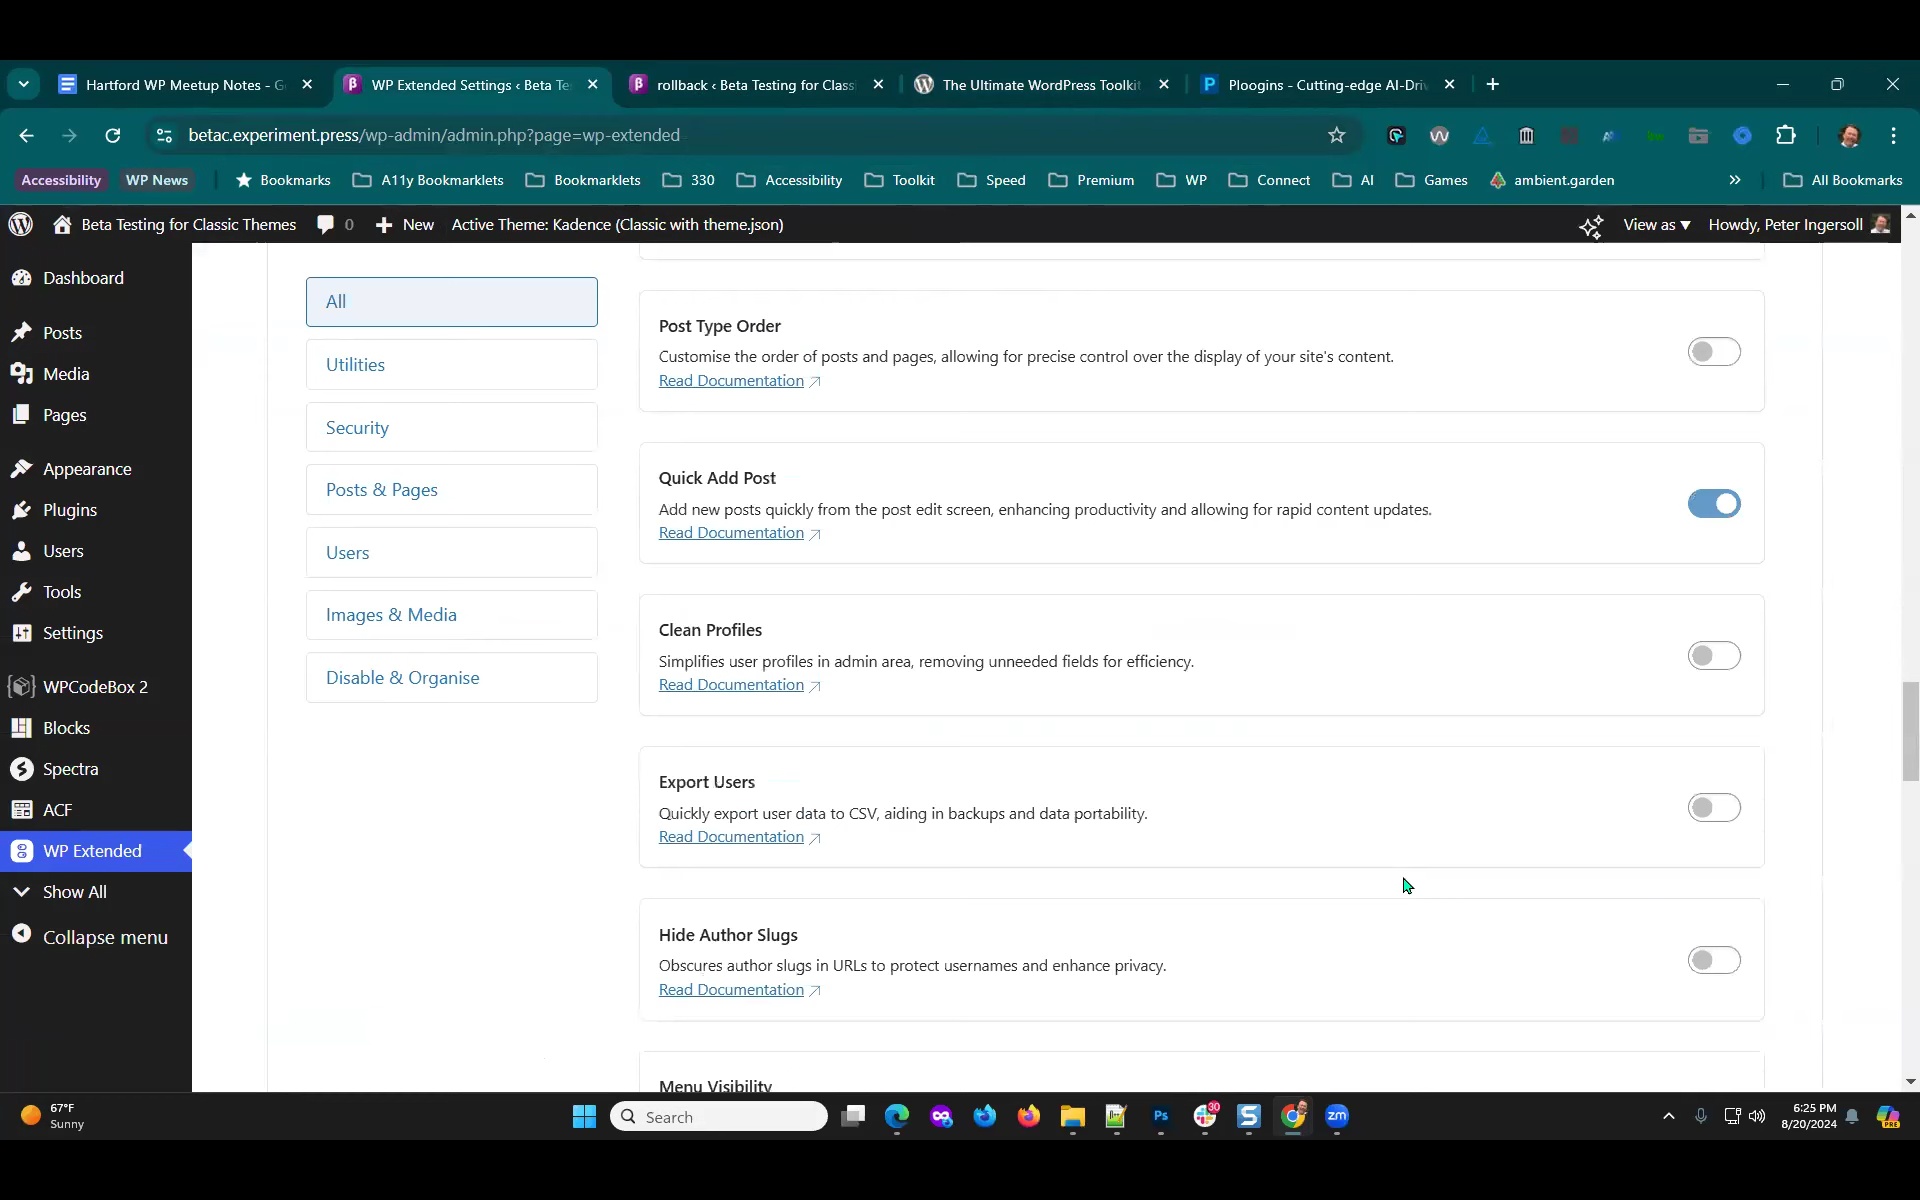 Hartford WP Meetup Notes - G
WP Extended Settings ‹ Beta Te
rollback ‹ Beta Testing for Class
The Ultimate WordPress Toolkit
Ploogins - Cutting-edge AI-Driv
betac.experiment.press/wp-admin/admin.php?page=wp-extended
Accessibility
WP News
Bookmarks
A11y Bookmarklets
Bookmarklets
330
Accessibility
Toolkit
Speed
Premium
WP
Connect
AI
Games
ambient.garden
All Bookmarks
Beta Testing for Classic Themes
0
New
Active Theme: Kadence (Classic with theme.json)
View as ▼
Howdy, Peter Ingersoll
Dashboard
Posts
Media
Pages
Appearance
Plugins
Users
Tools
Settings
WPCodeBox 2
Blocks
Spectra
ACF
WP Extended
Show All
Collapse menu
All
Utilities
Security
Posts & Pages
Users
Images & Media
Disable & Organise
Post Type Order
Customise the order of posts and pages, allowing for precise control over the display of your site's content.
Read Documentation
Quick Add Post
Add new posts quickly from the post edit screen, enhancing productivity and allowing for rapid content updates.
Read Documentation
Clean Profiles
Simplifies user profiles in admin area, removing unneeded fields for efficiency.
Read Documentation
Export Users
Quickly export user data to CSV, aiding in backups and data portability.
Read Documentation
Hide Author Slugs
Obscures author slugs in URLs to protect usernames and enhance privacy.
Read Documentation
Menu Visibility
67°F
Sunny
Search
Ps
30
zm
6:25 PM
8/20/2024
PRE